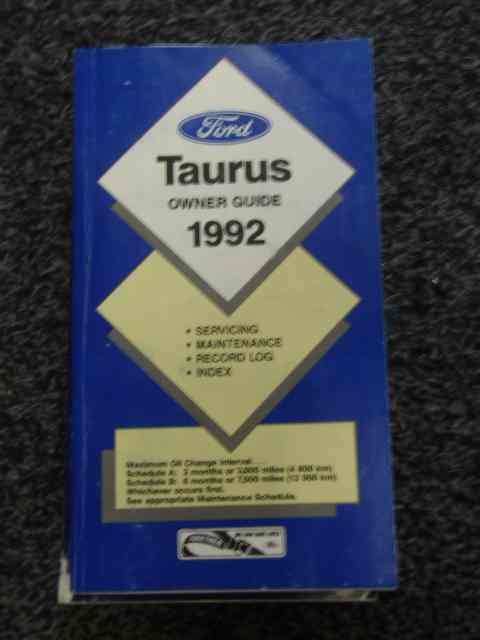 Ford
Taurus
OWNER GUIDE
1992
• SERVICING
• MAINTENANCE
• RECORD LOG
• INDEX
Maximum Oil Change Interval.....
Schedule A: 3 months or 3,000 miles (4 800 km)
Schedule B: 6 months or 7,500 miles (12 000 km)
Whichever occurs first.
See appropriate Maintenance Schedule.